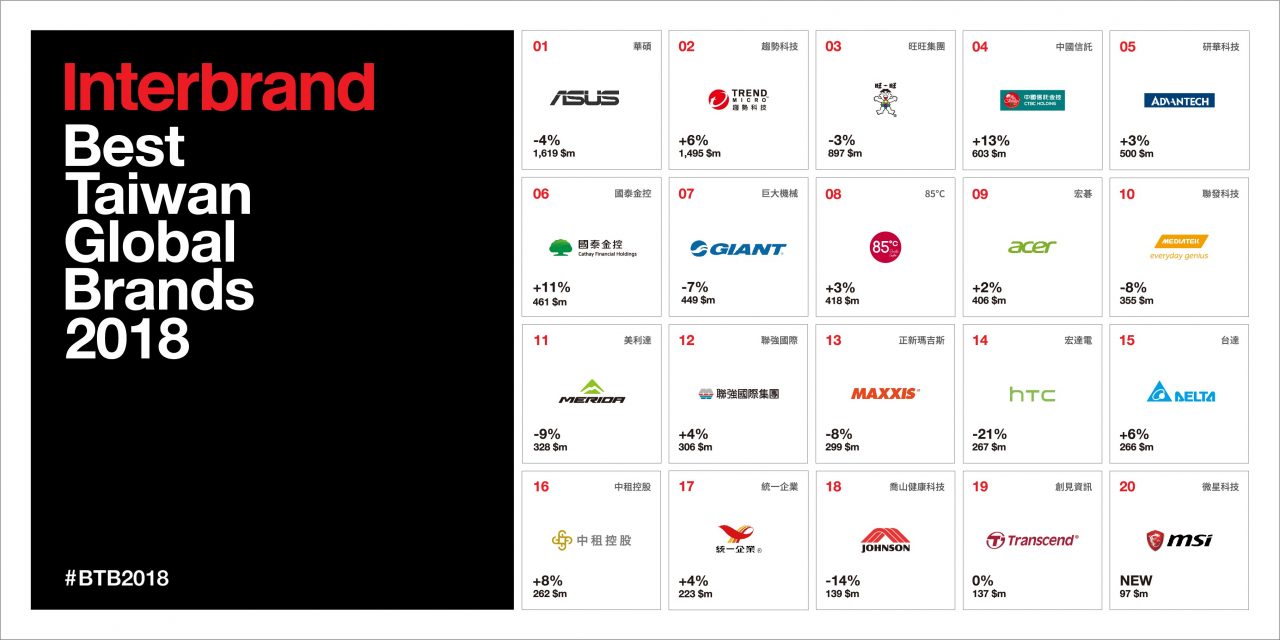 Interbrand
Best
Taiwan
Global
Brands
2018
#BTB2018
01 華碩
ASUS
-4%
1,619 $m
02 趨勢科技
TREND
MICRO
趨勢科技
+6%
1,495 $m
03 旺旺集團
旺-旺
-3%
897 $m
04 中國信託
中國信託金控
CTBC HOLDING
+13%
603 $m
05 研華科技
ADVANTECH
+3%
500 $m
06 國泰金控
國泰金控
Cathay Financial Holdings
+11%
461 $m
07 巨大機械
GIANT
-7%
449 $m
08 85°C
85°C
+3%
418 $m
09 宏碁
acer
+2%
406 $m
10 聯發科技
MEDIATEK
everyday genius
-8%
355 $m
11 美利達
MERIDA
-9%
328 $m
12 聯強國際
聯強國際集團
+4%
306 $m
13 正新瑪吉斯
MAXXIS
-8%
299 $m
14 宏達電
hTC
-21%
267 $m
15 台達
DELTA
+6%
266 $m
16 中租控股
中租控股
+8%
262 $m
17 統一企業
統一企業®
+4%
223 $m
18 喬山健康科技
JOHNSON
-14%
139 $m
19 創見資訊
Transcend®
0%
137 $m
20 微星科技
msi
NEW
97 $m